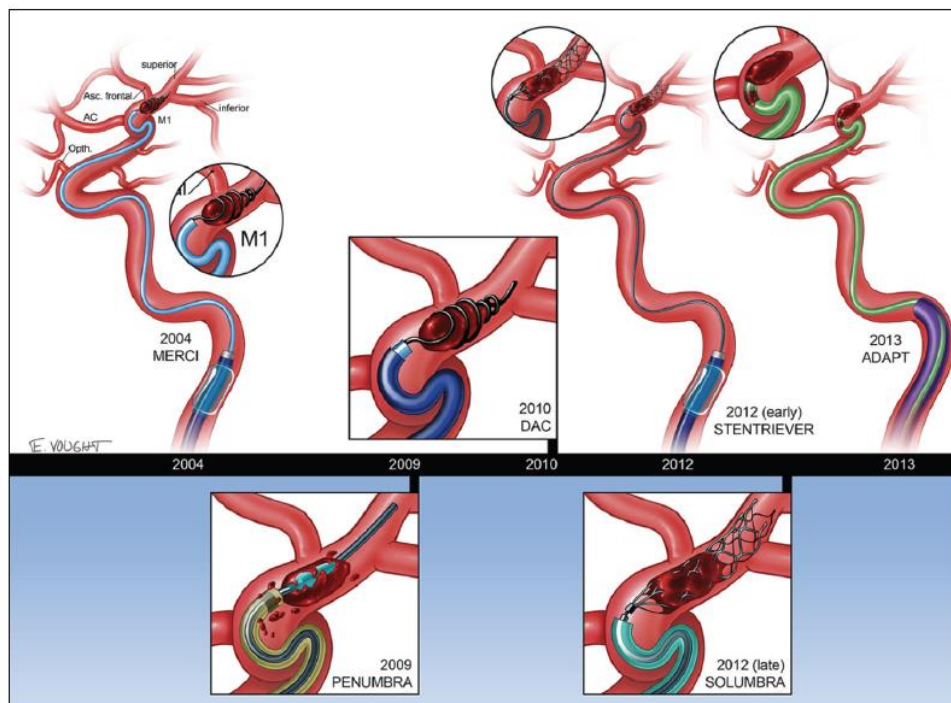 superior
Asc. frontal
inferior
AC
M1
Opth.
M1
2004
MERCI
2010
DAC
2012 (early)
STENTRIEVER
2013
ADAPT
E. VOUGHT
2004
2009
2010
2012
2013
2009
PENUMBRA
2012 (late)
SOLUMBRA